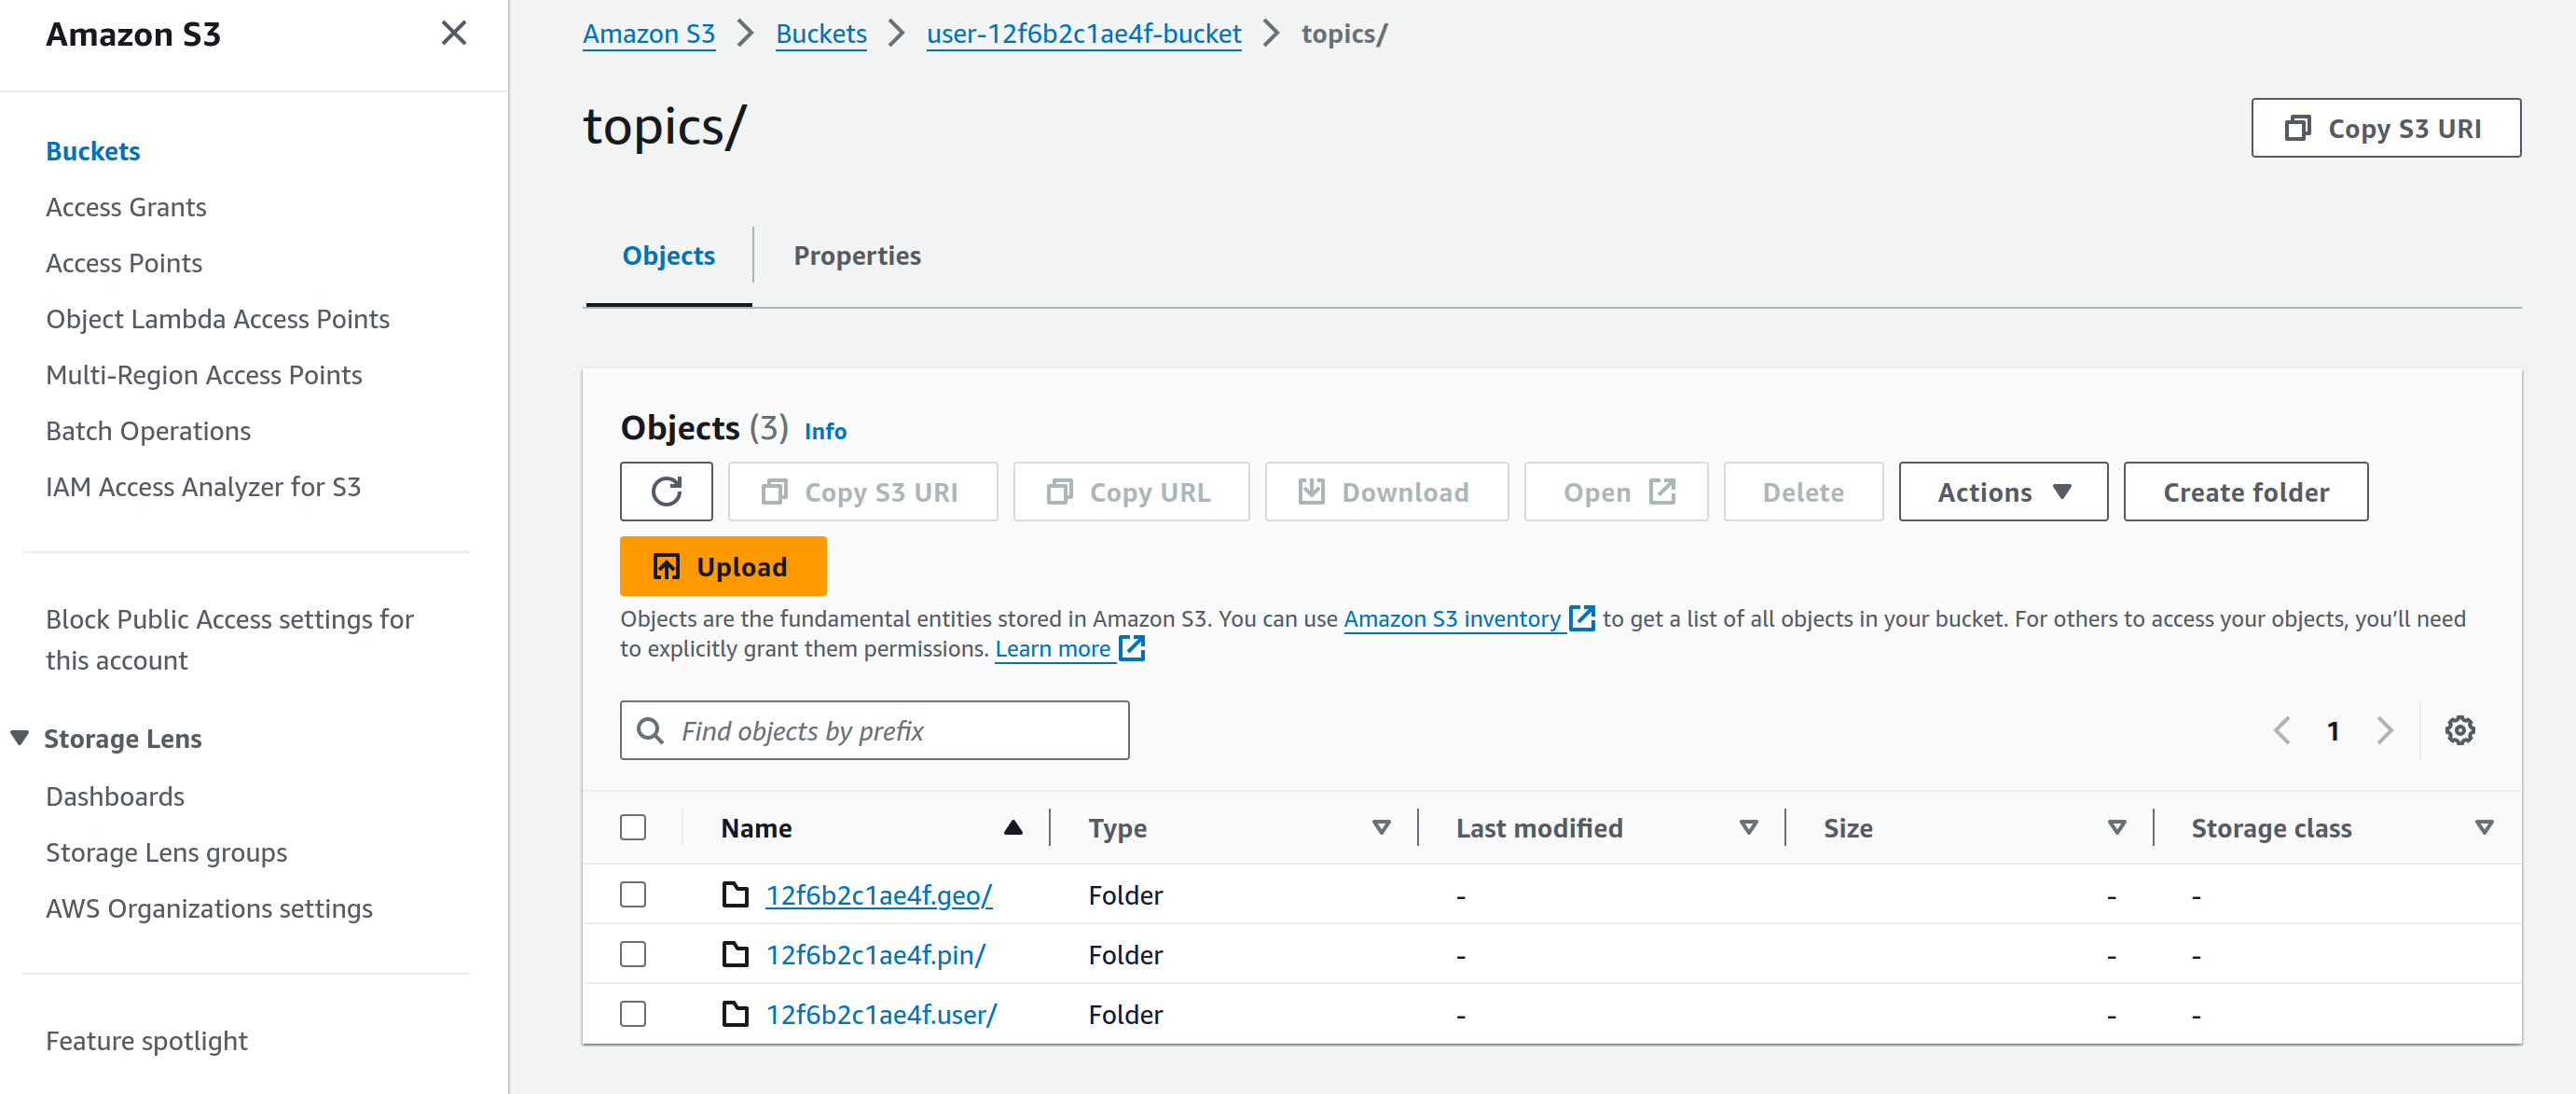 Amazon S3
Buckets
Access Grants
Access Points
Object Lambda Access Points
Multi-Region Access Points
Batch Operations
IAM Access Analyzer for S3
Block Public Access settings for
this account
Storage Lens
Dashboards
Storage Lens groups
AWS Organizations settings
Feature spotlight
Amazon S3 Buckets user-12f6b2c1ae4f-bucket topics/
topics/
Copy S3 URI
Objects Properties
Objects (3) Info
Copy S3 URI Copy URL Download Open Delete Actions Create folder
Upload
Objects are the fundamental entities stored in Amazon S3. You can use Amazon S3 inventory to get a list of all objects in your bucket. For others to access your objects, you’ll need
to explicitly grant them permissions. Learn more
Find objects by prefix
1
Name Type Last modified Size Storage class
12f6b2c1ae4f.geo/ Folder - - -
12f6b2c1ae4f.pin/ Folder - - -
12f6b2c1ae4f.user/ Folder - - -